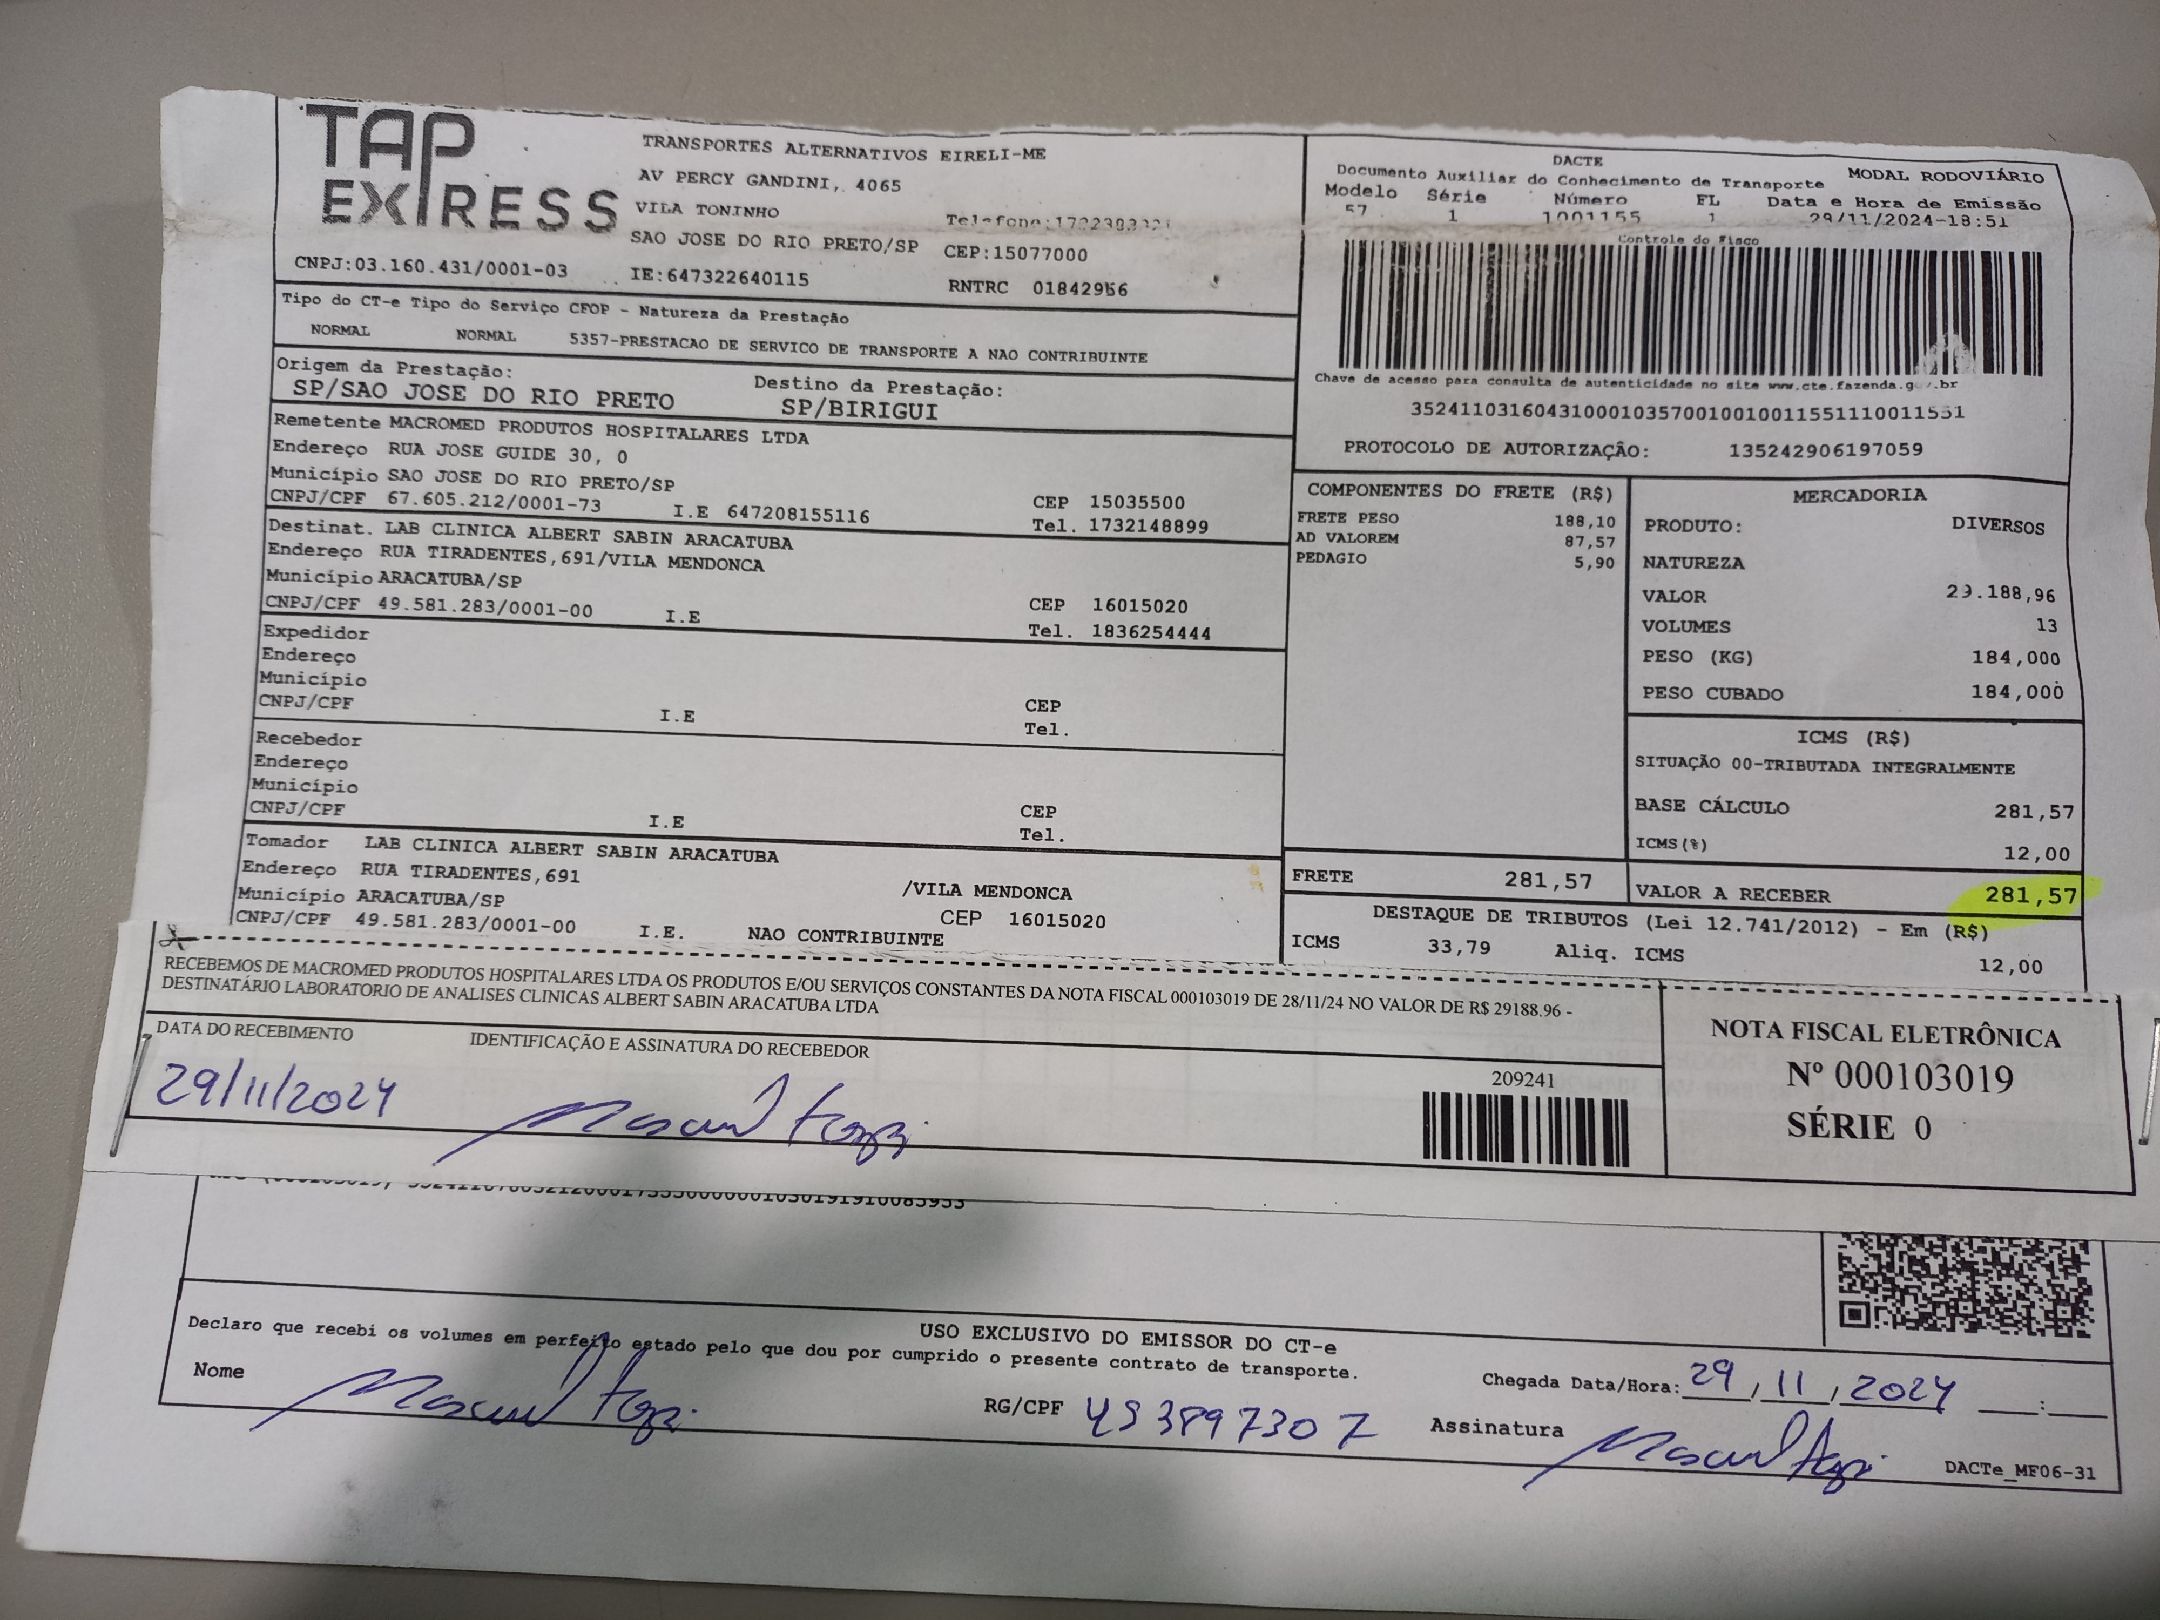 TAP EXPRESS
TRANSPORTES ALTERNATIVOS EIRELI-ME
AV PERCY GANDINI, 4065
VILA TONINHO
SAO JOSE DO RIO PRETO/SP CEP:15077000
CNPJ:03.160.431/0001-03 IE:647322640115 RNTRC 01842956
DACTE MODAL RODOVIÁRIO
Documento Auxiliar do Conhecimento de Transporte
Modelo Série Número FL Data e Hora de Emissão
57 1 1001155 1 29/11/2024-18:51
Controle do Fisco
Chave de acesso para consulta de autenticidade no site www.cte.fazenda.gov.br
PROTOCOLO DE AUTORIZAÇÃO: 135242906197059
Tipo do CT-e Tipo do Serviço CFOP - Natureza da Prestação
NORMAL NORMAL 5357-PRESTACAO DE SERVICO DE TRANSPORTE A NAO CONTRIBUINTE
Origem da Prestação: Destino da Prestação:
SP/SAO JOSE DO RIO PRETO SP/BIRIGUI
Remetente MACROMED PRODUTOS HOSPITALARES LTDA
Endereço RUA JOSE GUIDE 30, 0
Município SAO JOSE DO RIO PRETO/SP CEP 15035500
CNPJ/CPF 67.605.212/0001-73 I.E 647208155116 Tel. 1732148899
Destinat. LAB CLINICA ALBERT SABIN ARACATUBA
Endereço RUA TIRADENTES,691/VILA MENDONCA
Município ARACATUBA/SP CEP 16015020
CNPJ/CPF 49.581.283/0001-00 I.E Tel. 1836254444
Expedidor
Endereço
Município CEP
CNPJ/CPF I.E Tel.
Recebedor
Endereço
Município CEP
CNPJ/CPF I.E Tel.
Tomador LAB CLINICA ALBERT SABIN ARACATUBA
Endereço RUA TIRADENTES,691 /VILA MENDONCA
Município ARACATUBA/SP CEP 16015020
CNPJ/CPF 49.581.283/0001-00 I.E. NAO CONTRIBUINTE
COMPONENTES DO FRETE (R$)
FRETE PESO 188,10
AD VALOREM 87,57
PEDAGIO 5,90
MERCADORIA
PRODUTO: DIVERSOS
NATUREZA
VALOR 29.188,96
VOLUMES 13
PESO (KG) 184,000
PESO CUBADO 184,000
ICMS (R$)
SITUAÇÃO 00-TRIBUTADA INTEGRALMENTE
BASE CÁLCULO 281,57
ICMS(%) 12,00
FRETE 281,57 VALOR A RECEBER 281,57
DESTAQUE DE TRIBUTOS (Lei 12.741/2012) - Em (R$)
ICMS 33,79 Aliq. ICMS 12,00
RECEBEMOS DE MACROMED PRODUTOS HOSPITALARES LTDA OS PRODUTOS E/OU SERVIÇOS CONSTANTES DA NOTA FISCAL 000103019 DE 28/11/24 NO VALOR DE R$ 29188.96 -
DESTINATÁRIO LABORATORIO DE ANALISES CLINICAS ALBERT SABIN ARACATUBA LTDA
DATA DO RECEBIMENTO IDENTIFICAÇÃO E ASSINATURA DO RECEBEDOR
29/11/2024
209241
NOTA FISCAL ELETRÔNICA
Nº 000103019
SÉRIE 0
USO EXCLUSIVO DO EMISSOR DO CT-e
Declaro que recebi os volumes em perfeito estado pelo que dou por cumprido o presente contrato de transporte.
Nome RG/CPF 453897307 Chegada Data/Hora: 29/11/2024 :
Assinatura
DACTe_MF06-31